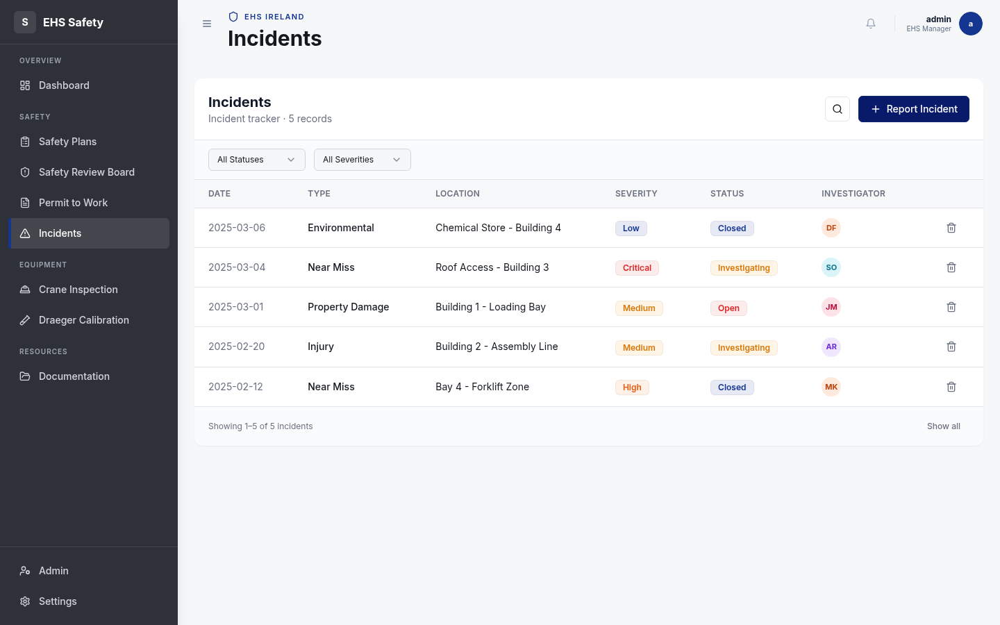 S EHS Safety
OVERVIEW
Dashboard
SAFETY
Safety Plans
Safety Review Board
Permit to Work
Incidents
EQUIPMENT
Crane Inspection
Draeger Calibration
RESOURCES
Documentation
Admin
Settings
EHS IRELAND
Incidents
admin
EHS Manager
a
Incidents
Incident tracker · 5 records
Report Incident
All Statuses All Severities
DATE TYPE LOCATION SEVERITY STATUS INVESTIGATOR
2025-03-06 Environmental Chemical Store - Building 4 Low Closed DF
2025-03-04 Near Miss Roof Access - Building 3 Critical Investigating SO
2025-03-01 Property Damage Building 1 - Loading Bay Medium Open JM
2025-02-20 Injury Building 2 - Assembly Line Medium Investigating AR
2025-02-12 Near Miss Bay 4 - Forklift Zone High Closed MK
Showing 1–5 of 5 incidents Show all